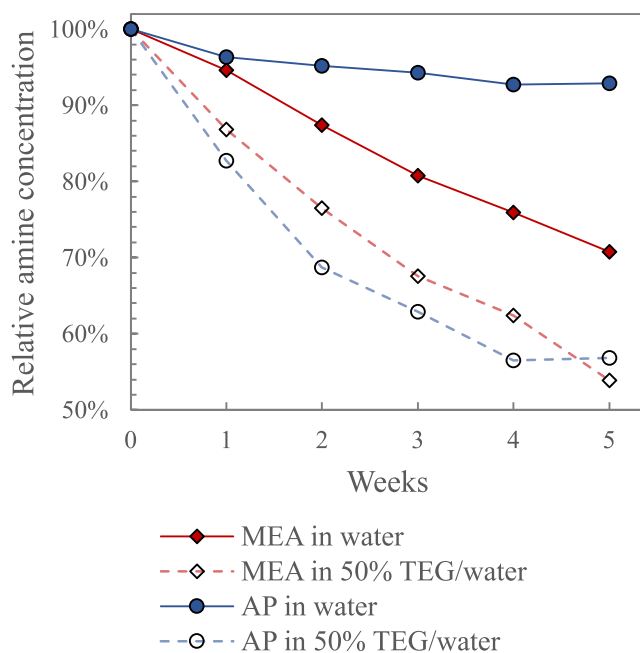 100%
90%
80%
70%
60%
50%
Relative amine concentration
0 1 2 3 4 5
Weeks
MEA in water
MEA in 50% TEG/water
AP in water
AP in 50% TEG/water